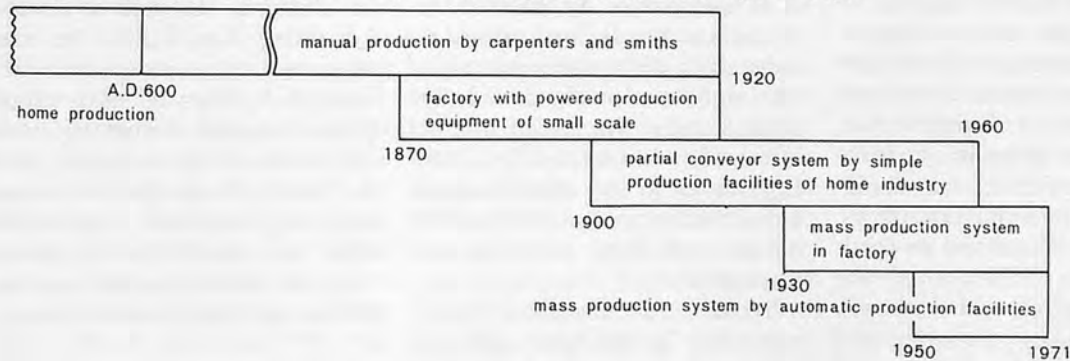 manual production by carpenters and smiths
A.D.600
home production
1920
factory with powered production
equipment of small scale
1870
1960
partial conveyor system by simple
production facilities of home industry
1900
mass production system
in factory
1930
mass production system by automatic production facilities
1950
1971